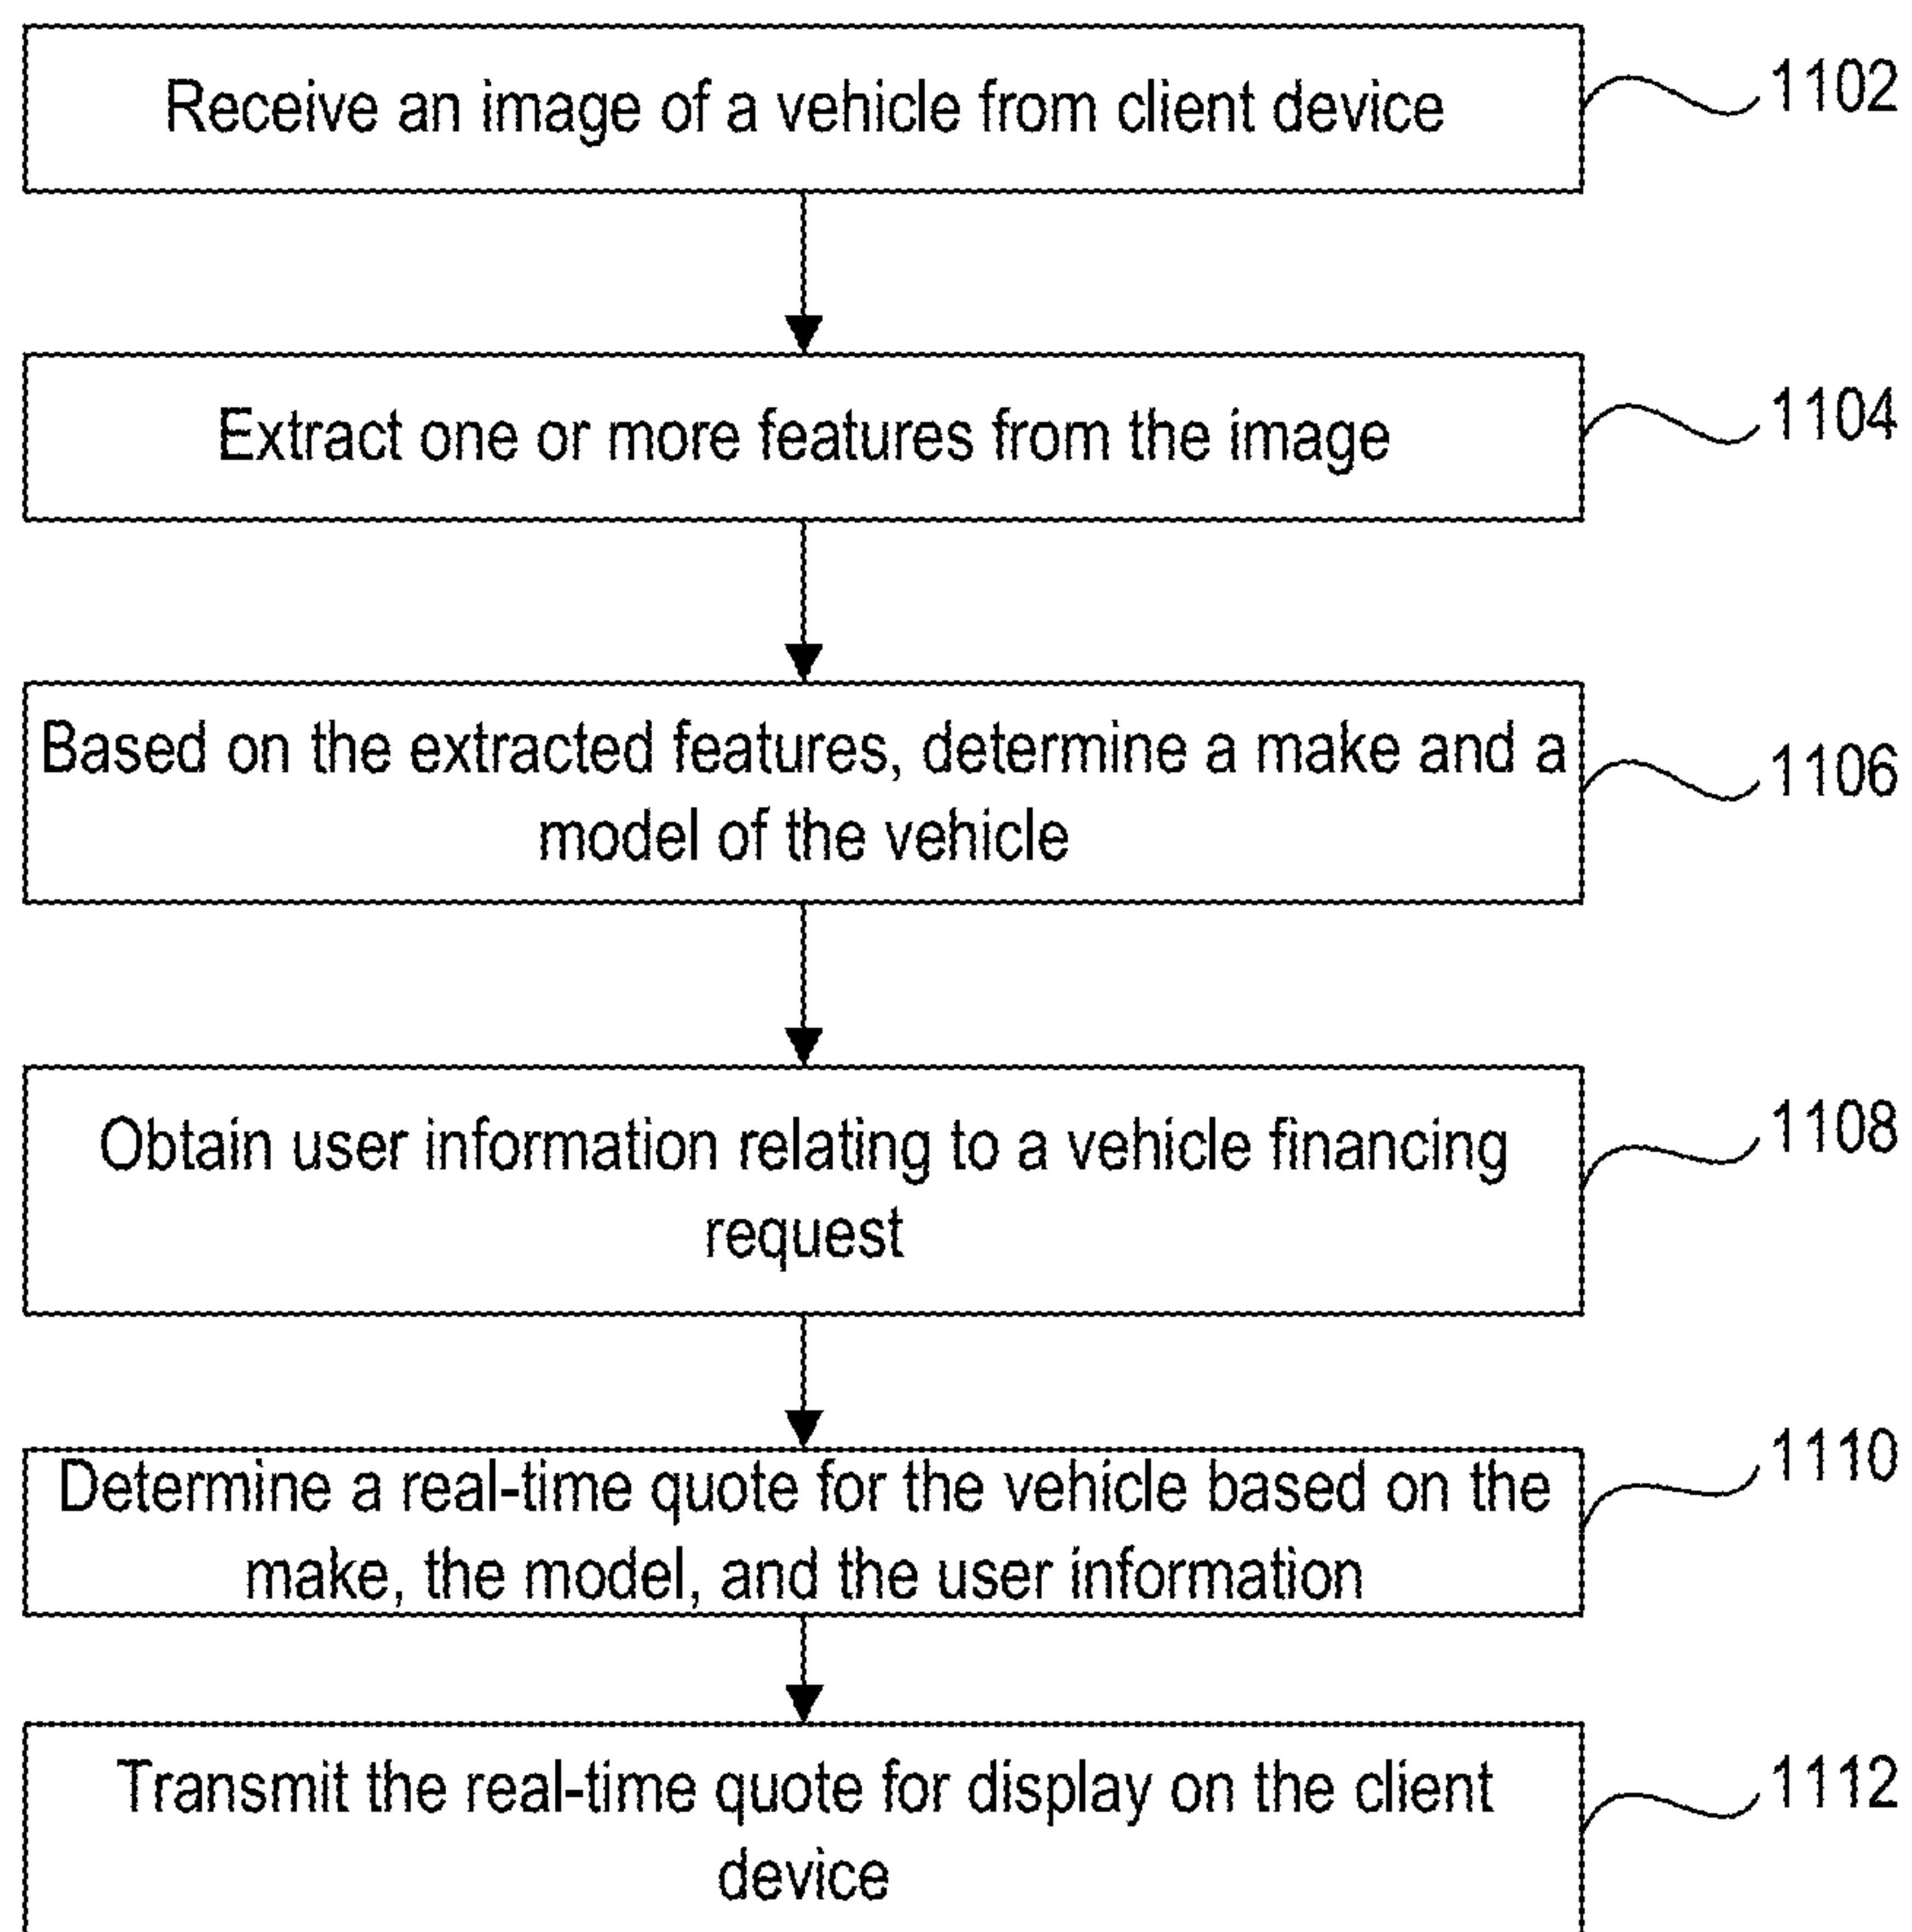 Receive an image of a vehicle from client device
1102
Extract one or more features from the image
1104
Based on the extracted features, determine a make and a
model of the vehicle
1106
Obtain user information relating to a vehicle financing
request
1108
Determine a real-time quote for the vehicle based on the
make, the model, and the user information
1110
Transmit the real-time quote for display on the client
device
1112